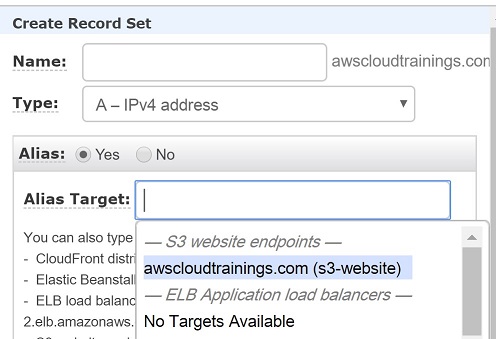 Create Record Set
Name: awscloudtrainings.com
Type: A – IPv4 address
Alias: Yes No
Alias Target:
You can also type
— S3 website endpoints —
- CloudFront distri
awscloudtrainings.com (s3-website)
- Elastic Beanstal
— ELB Application load balancers —
- ELB load balanc
No Targets Available
2.elb.amazonaws.